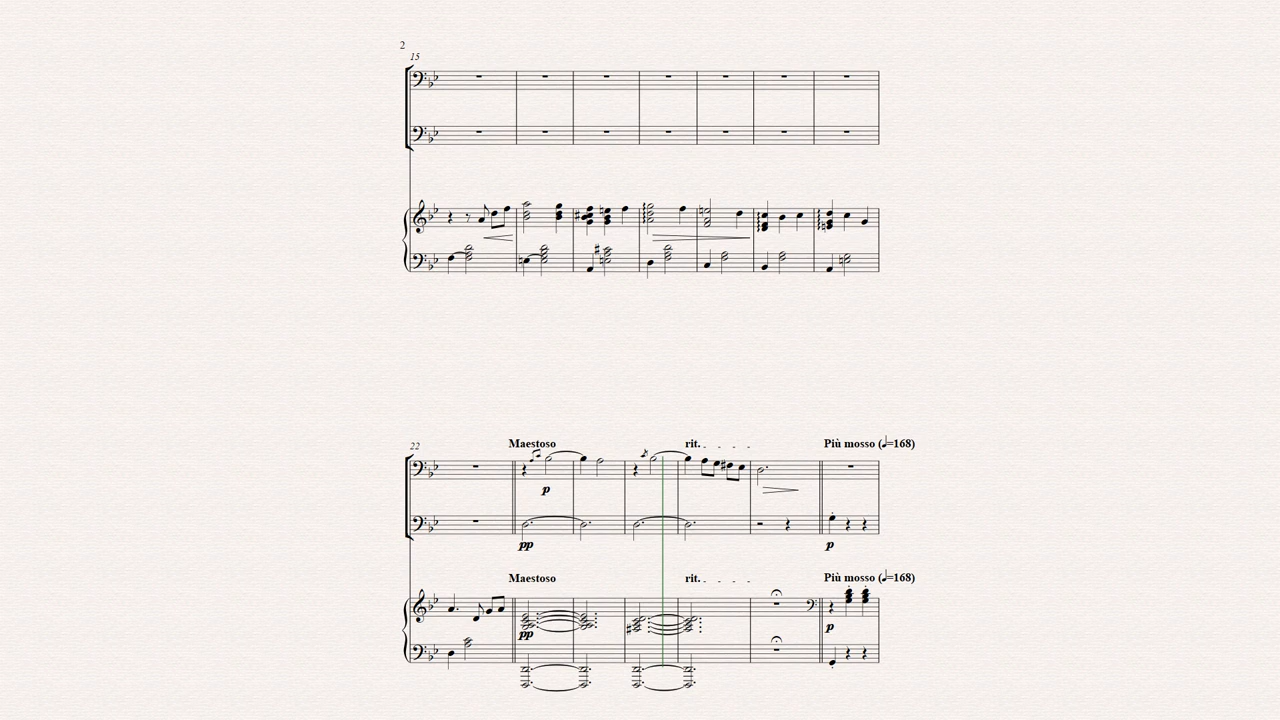 2
15
22 Maestoso rit. Più mosso (♩=168)
p
pp p
Maestoso rit. Più mosso (♩=168)
pp p